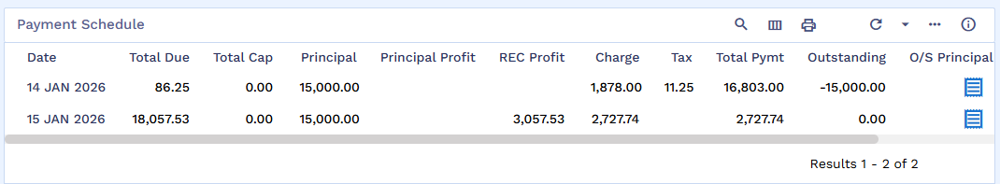 Payment Schedule
Date Total Due Total Cap Principal Principal Profit REC Profit Charge Tax Total Pymt Outstanding O/S Principal
14 JAN 2026 86.25 0.00 15,000.00 1,878.00 11.25 16,803.00 -15,000.00
15 JAN 2026 18,057.53 0.00 15,000.00 3,057.53 2,727.74 2,727.74 0.00
Results 1 - 2 of 2